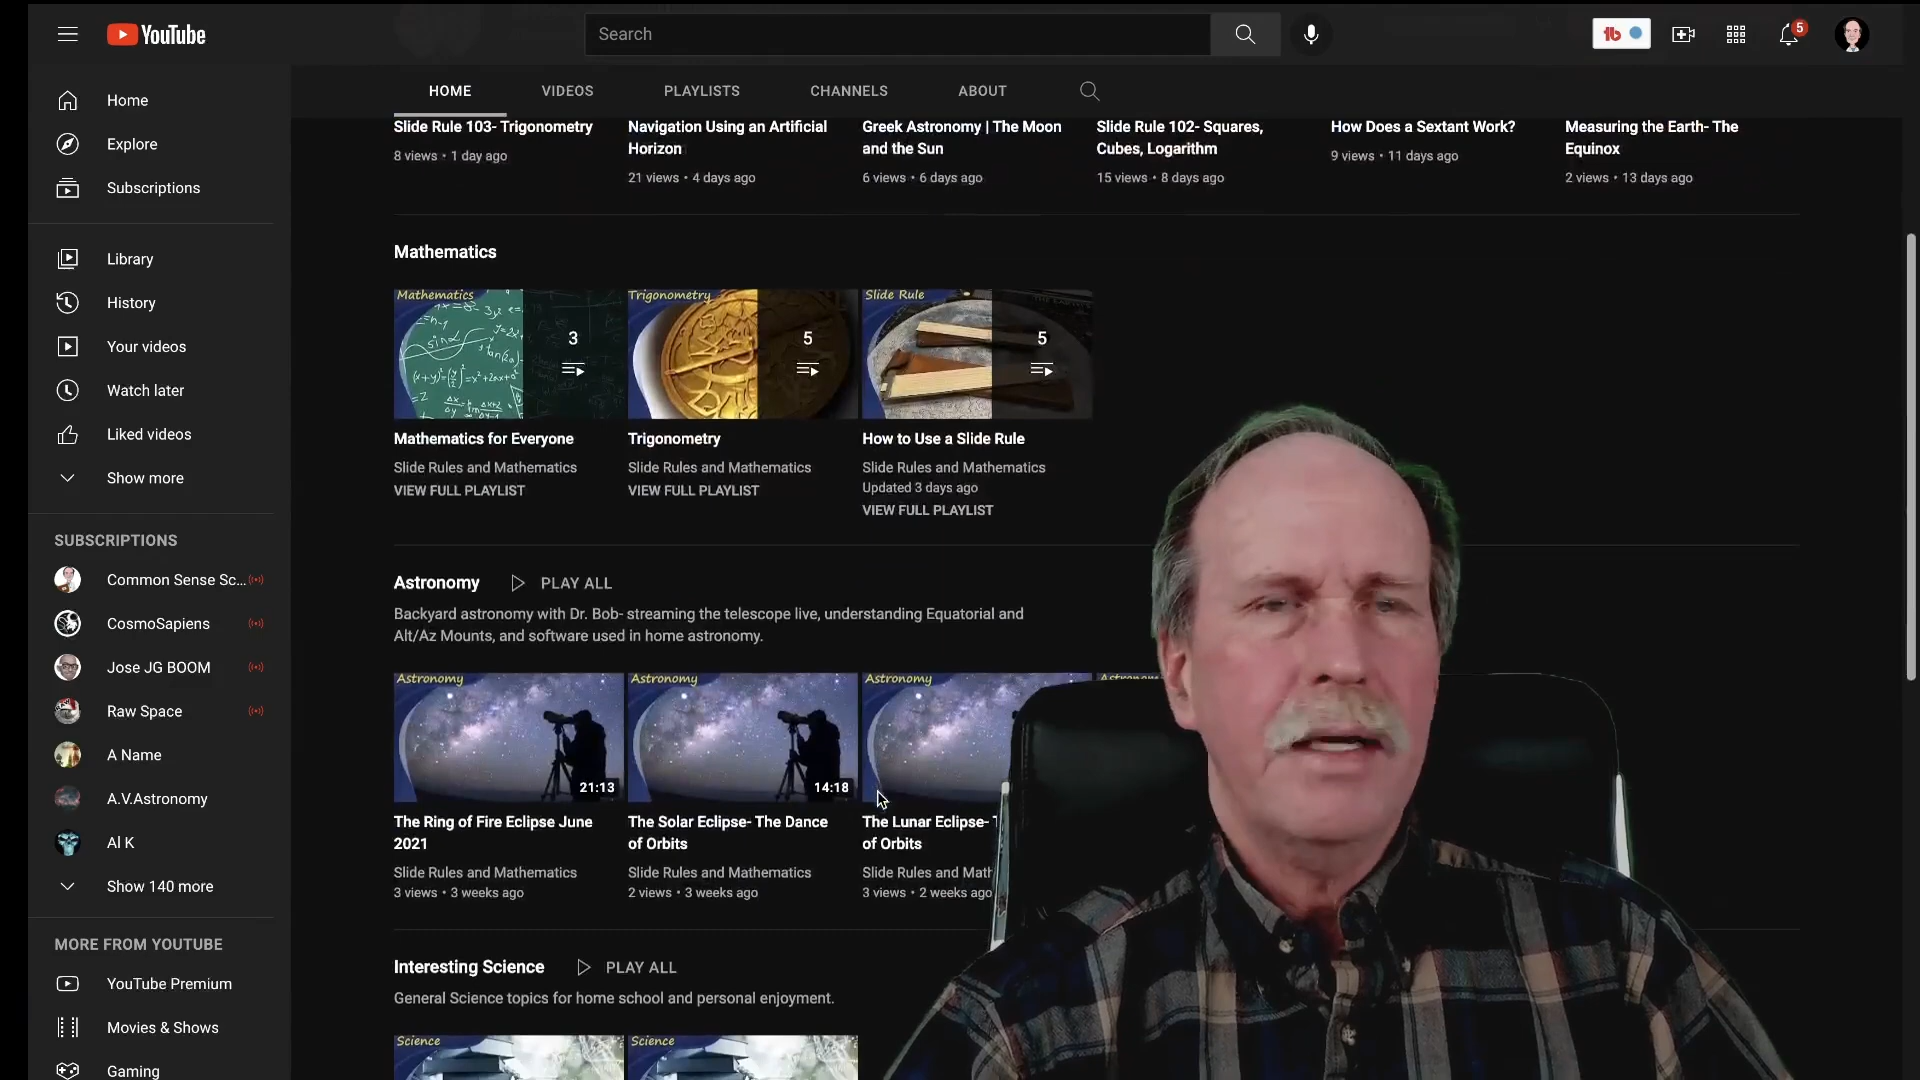 YouTube
Search
5
HOME
VIDEOS
PLAYLISTS
CHANNELS
ABOUT
Home
Explore
Subscriptions
Library
History
Your videos
Watch later
Liked videos
Show more
SUBSCRIPTIONS
Common Sense Sc...
CosmoSapiens
Jose JG BOOM
Raw Space
A Name
A.V.Astronomy
Al K
Show 140 more
MORE FROM YOUTUBE
YouTube Premium
Movies & Shows
Gaming
Slide Rule 103- Trigonometry
8 views • 1 day ago
Navigation Using an Artificial
Horizon
21 views • 4 days ago
Greek Astronomy | The Moon
and the Sun
6 views • 6 days ago
Slide Rule 102- Squares,
Cubes, Logarithm
15 views • 8 days ago
How Does a Sextant Work?
9 views • 11 days ago
Measuring the Earth- The
Equinox
2 views • 13 days ago
Mathematics
Mathematics
3
Mathematics for Everyone
Slide Rules and Mathematics
VIEW FULL PLAYLIST
Trigonometry
5
Trigonometry
Slide Rules and Mathematics
VIEW FULL PLAYLIST
Slide Rule
5
How to Use a Slide Rule
Slide Rules and Mathematics
Updated 3 days ago
VIEW FULL PLAYLIST
Astronomy
PLAY ALL
Backyard astronomy with Dr. Bob- streaming the telescope live, understanding Equatorial and
Alt/Az Mounts, and software used in home astronomy.
Astronomy
21:13
The Ring of Fire Eclipse June
2021
Slide Rules and Mathematics
3 views • 3 weeks ago
Astronomy
14:18
The Solar Eclipse- The Dance
of Orbits
Slide Rules and Mathematics
2 views • 3 weeks ago
Astronomy
The Lunar Eclipse-
of Orbits
Slide Rules and Math
3 views • 2 weeks ago
Interesting Science
PLAY ALL
General Science topics for home school and personal enjoyment.
Science
Science